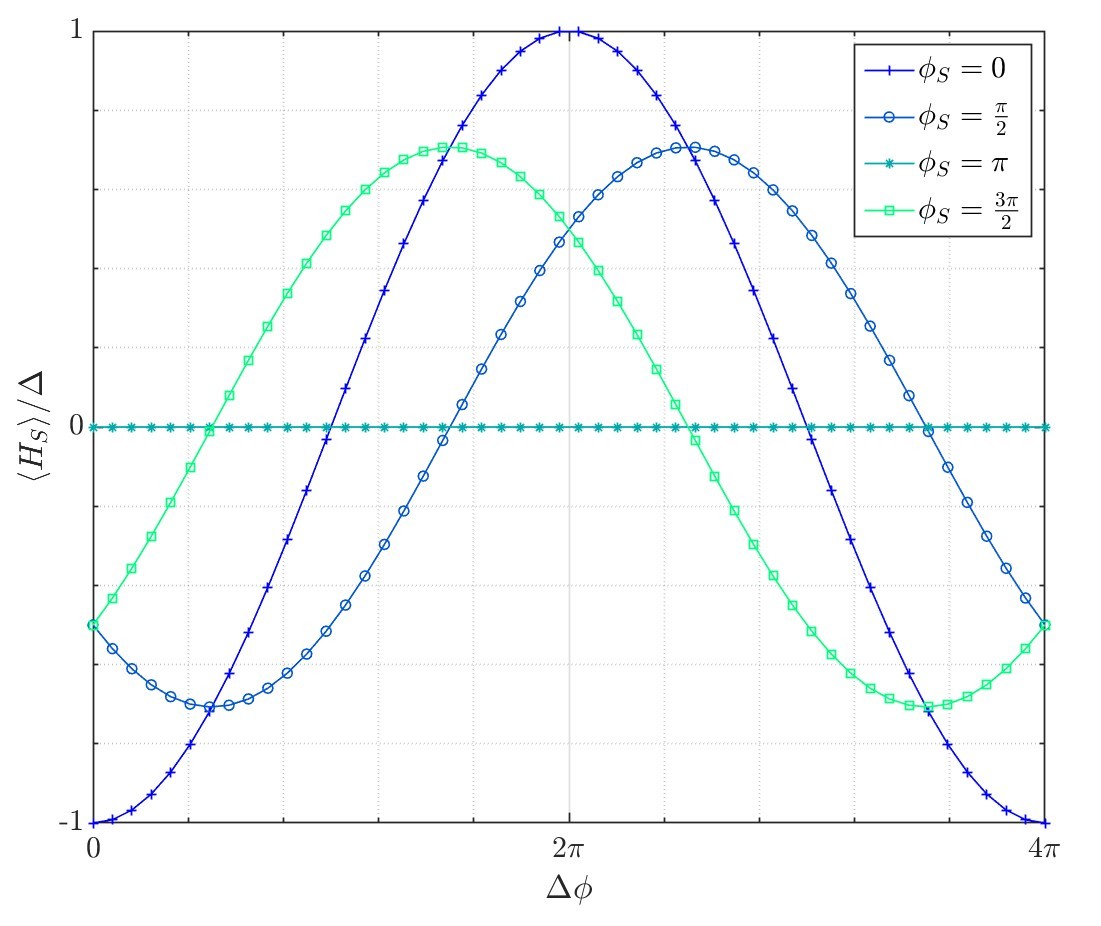 1
0
-1
⟨H_S⟩/Δ
0
2π
4π
Δϕ
ϕ_S = 0
ϕ_S = π/2
ϕ_S = π
ϕ_S = 3π/2